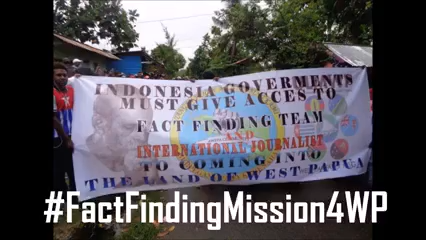 INDONESIA GOVERMENTS
MUST GIVE ACCES TO
FACT FINDING TEAM
AND
INTERNATIONAL JOURNALIST
TO COMING INTO
THE LAND OF WEST PAPUA
#FactFindingMission4WP